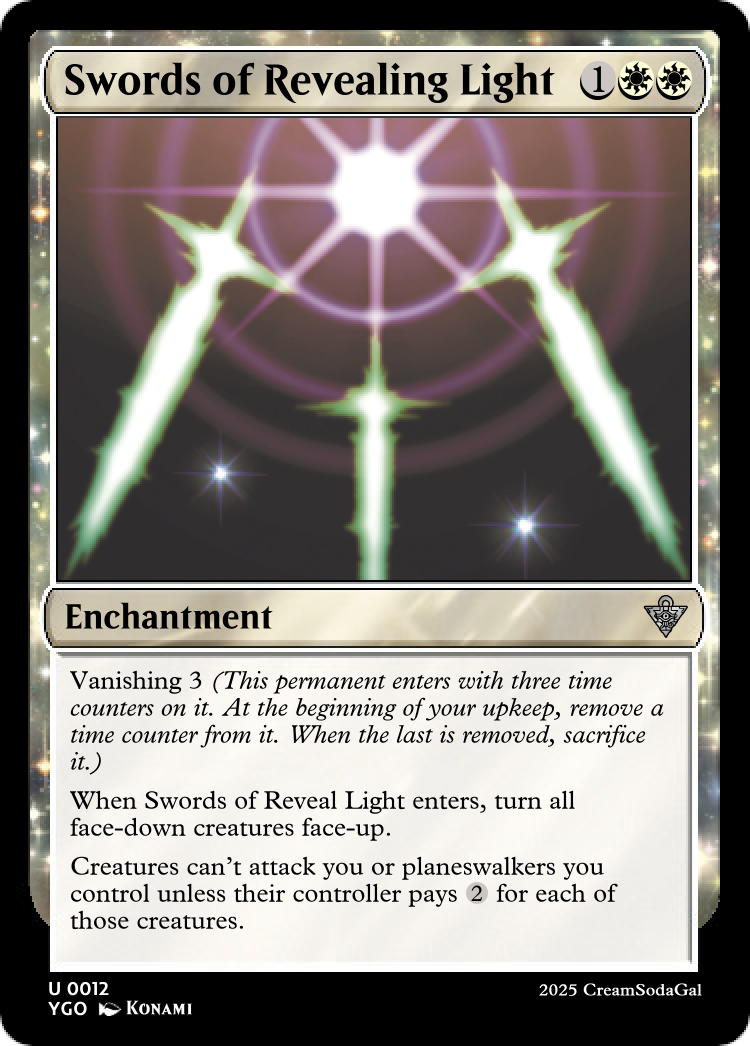 Swords of Revealing Light 1
Enchantment
Vanishing 3 (This permanent enters with three time
counters on it. At the beginning of your upkeep, remove a
time counter from it. When the last is removed, sacrifice
it.)
When Swords of Reveal Light enters, turn all
face-down creatures face-up.
Creatures can't attack you or planeswalkers you
control unless their controller pays 2 for each of
those creatures.
U 0012
YGO KONAMI
2025 CreamSodaGal